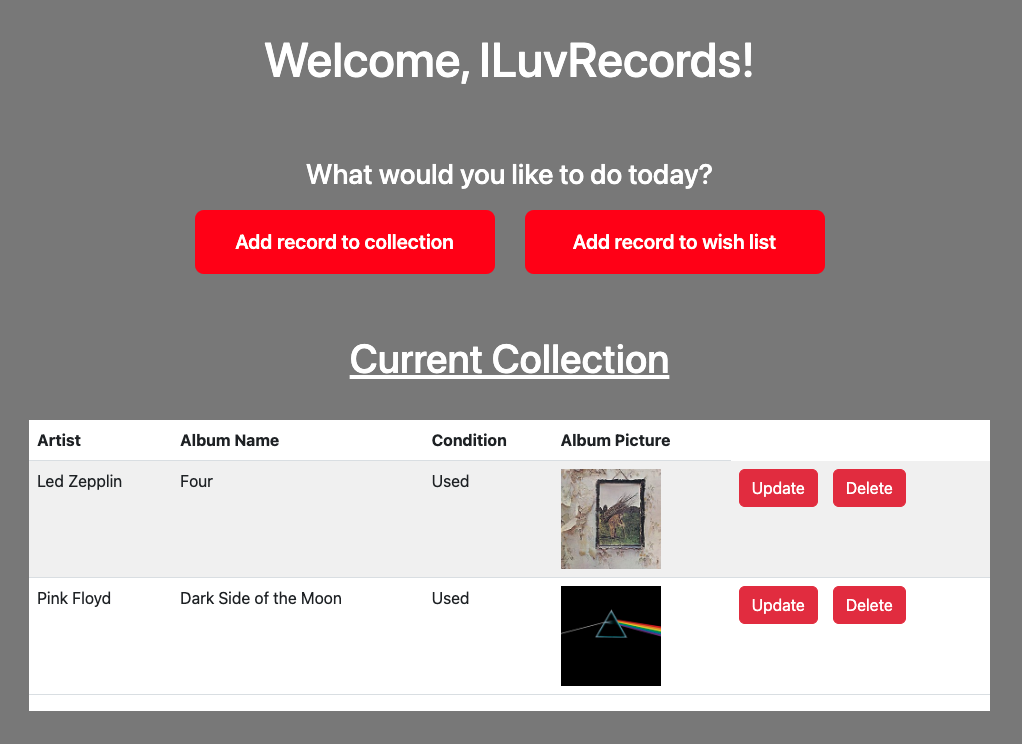 Welcome, ILuvRecords!
What would you like to do today?
Add record to collection Add record to wish list
Current Collection
Artist Album Name Condition Album Picture
Led Zepplin Four Used Update Delete
Pink Floyd Dark Side of the Moon Used Update Delete